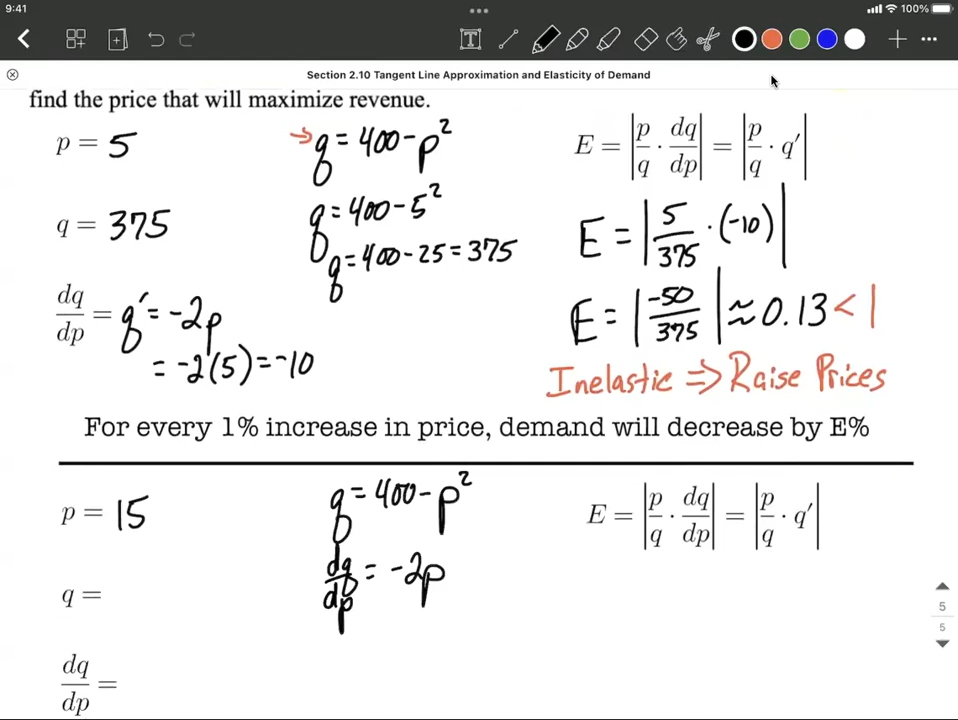 9:41
100%
Section 2.10 Tangent Line Approximation and Elasticity of Demand
find the price that will maximize revenue.
p = 5
→ q = 400 - p²
E = |p/q · dq/dp| = |p/q · q'|
q = 400 - 5²
q = 375
E = |5/375 · (-10)|
q = 400 - 25 = 375
dq/dp = q' = -2p
E = |-50/375| ≈ 0.13 < 1
= -2(5) = -10
Inelastic ⇒ Raise Prices
For every 1% increase in price, demand will decrease by E%
p = 15
q = 400 - p²
E = |p/q · dq/dp| = |p/q · q'|
dq/dp = -2p
q =
5
5
dq/dp =